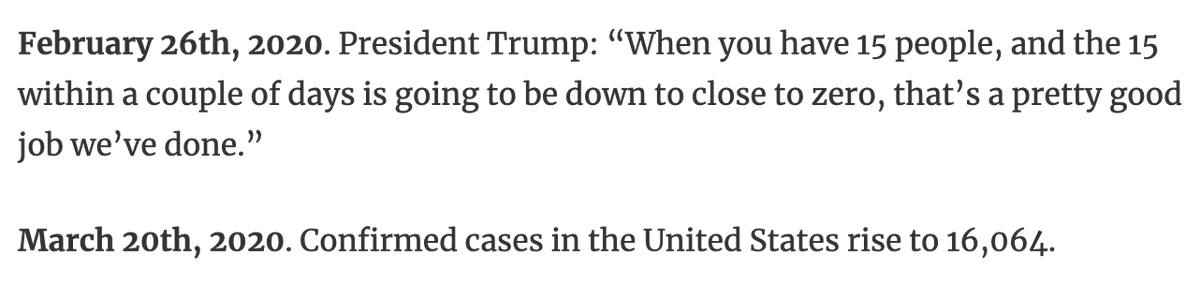 February 26th, 2020. President Trump: “When you have 15 people, and the 15
within a couple of days is going to be down to close to zero, that’s a pretty good
job we’ve done.”
March 20th, 2020. Confirmed cases in the United States rise to 16,064.